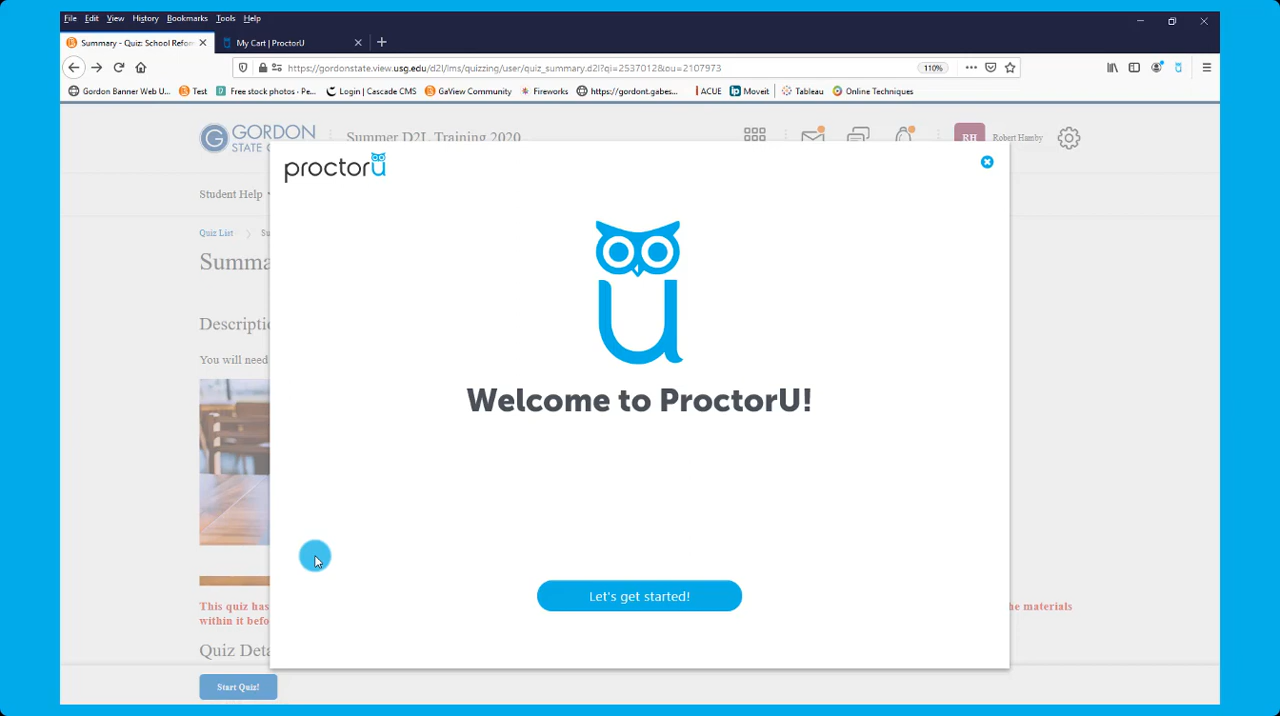 File Edit View History Bookmarks Tools Help
Summary - Quiz: School Refor
My Cart | ProctorU
https://gordonstate.view.usg.edu/d2l/lms/quizzing/user/quiz_summary.d2l?qi=2537012&ou=2107973
110%
Gordon Banner Web U... Test Free stock photos · Pe... Login | Cascade CMS GaView Community Fireworks https://gordont.gabes... ACUE Moveit Tableau Online Techniques
GORDON
STATE
Summer D2L Training 2020
RH
Robert Hamby
proctorU
Student Help
Quiz List
Summa
Descripti
You will need
u
Welcome to ProctorU!
Let's get started!
This quiz has
he materials
within it befo
Quiz Deta
Start Quiz!